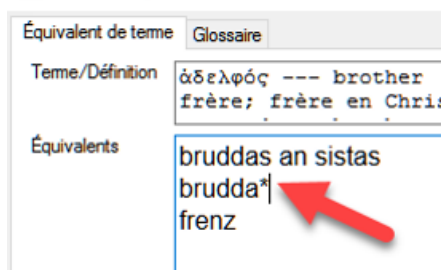 Équivalent de terme Glossaire
Terme/Définition ἀδελφός --- brother
frère; frère en Chris
Équivalents bruddas an sistas
brudda*
frenz